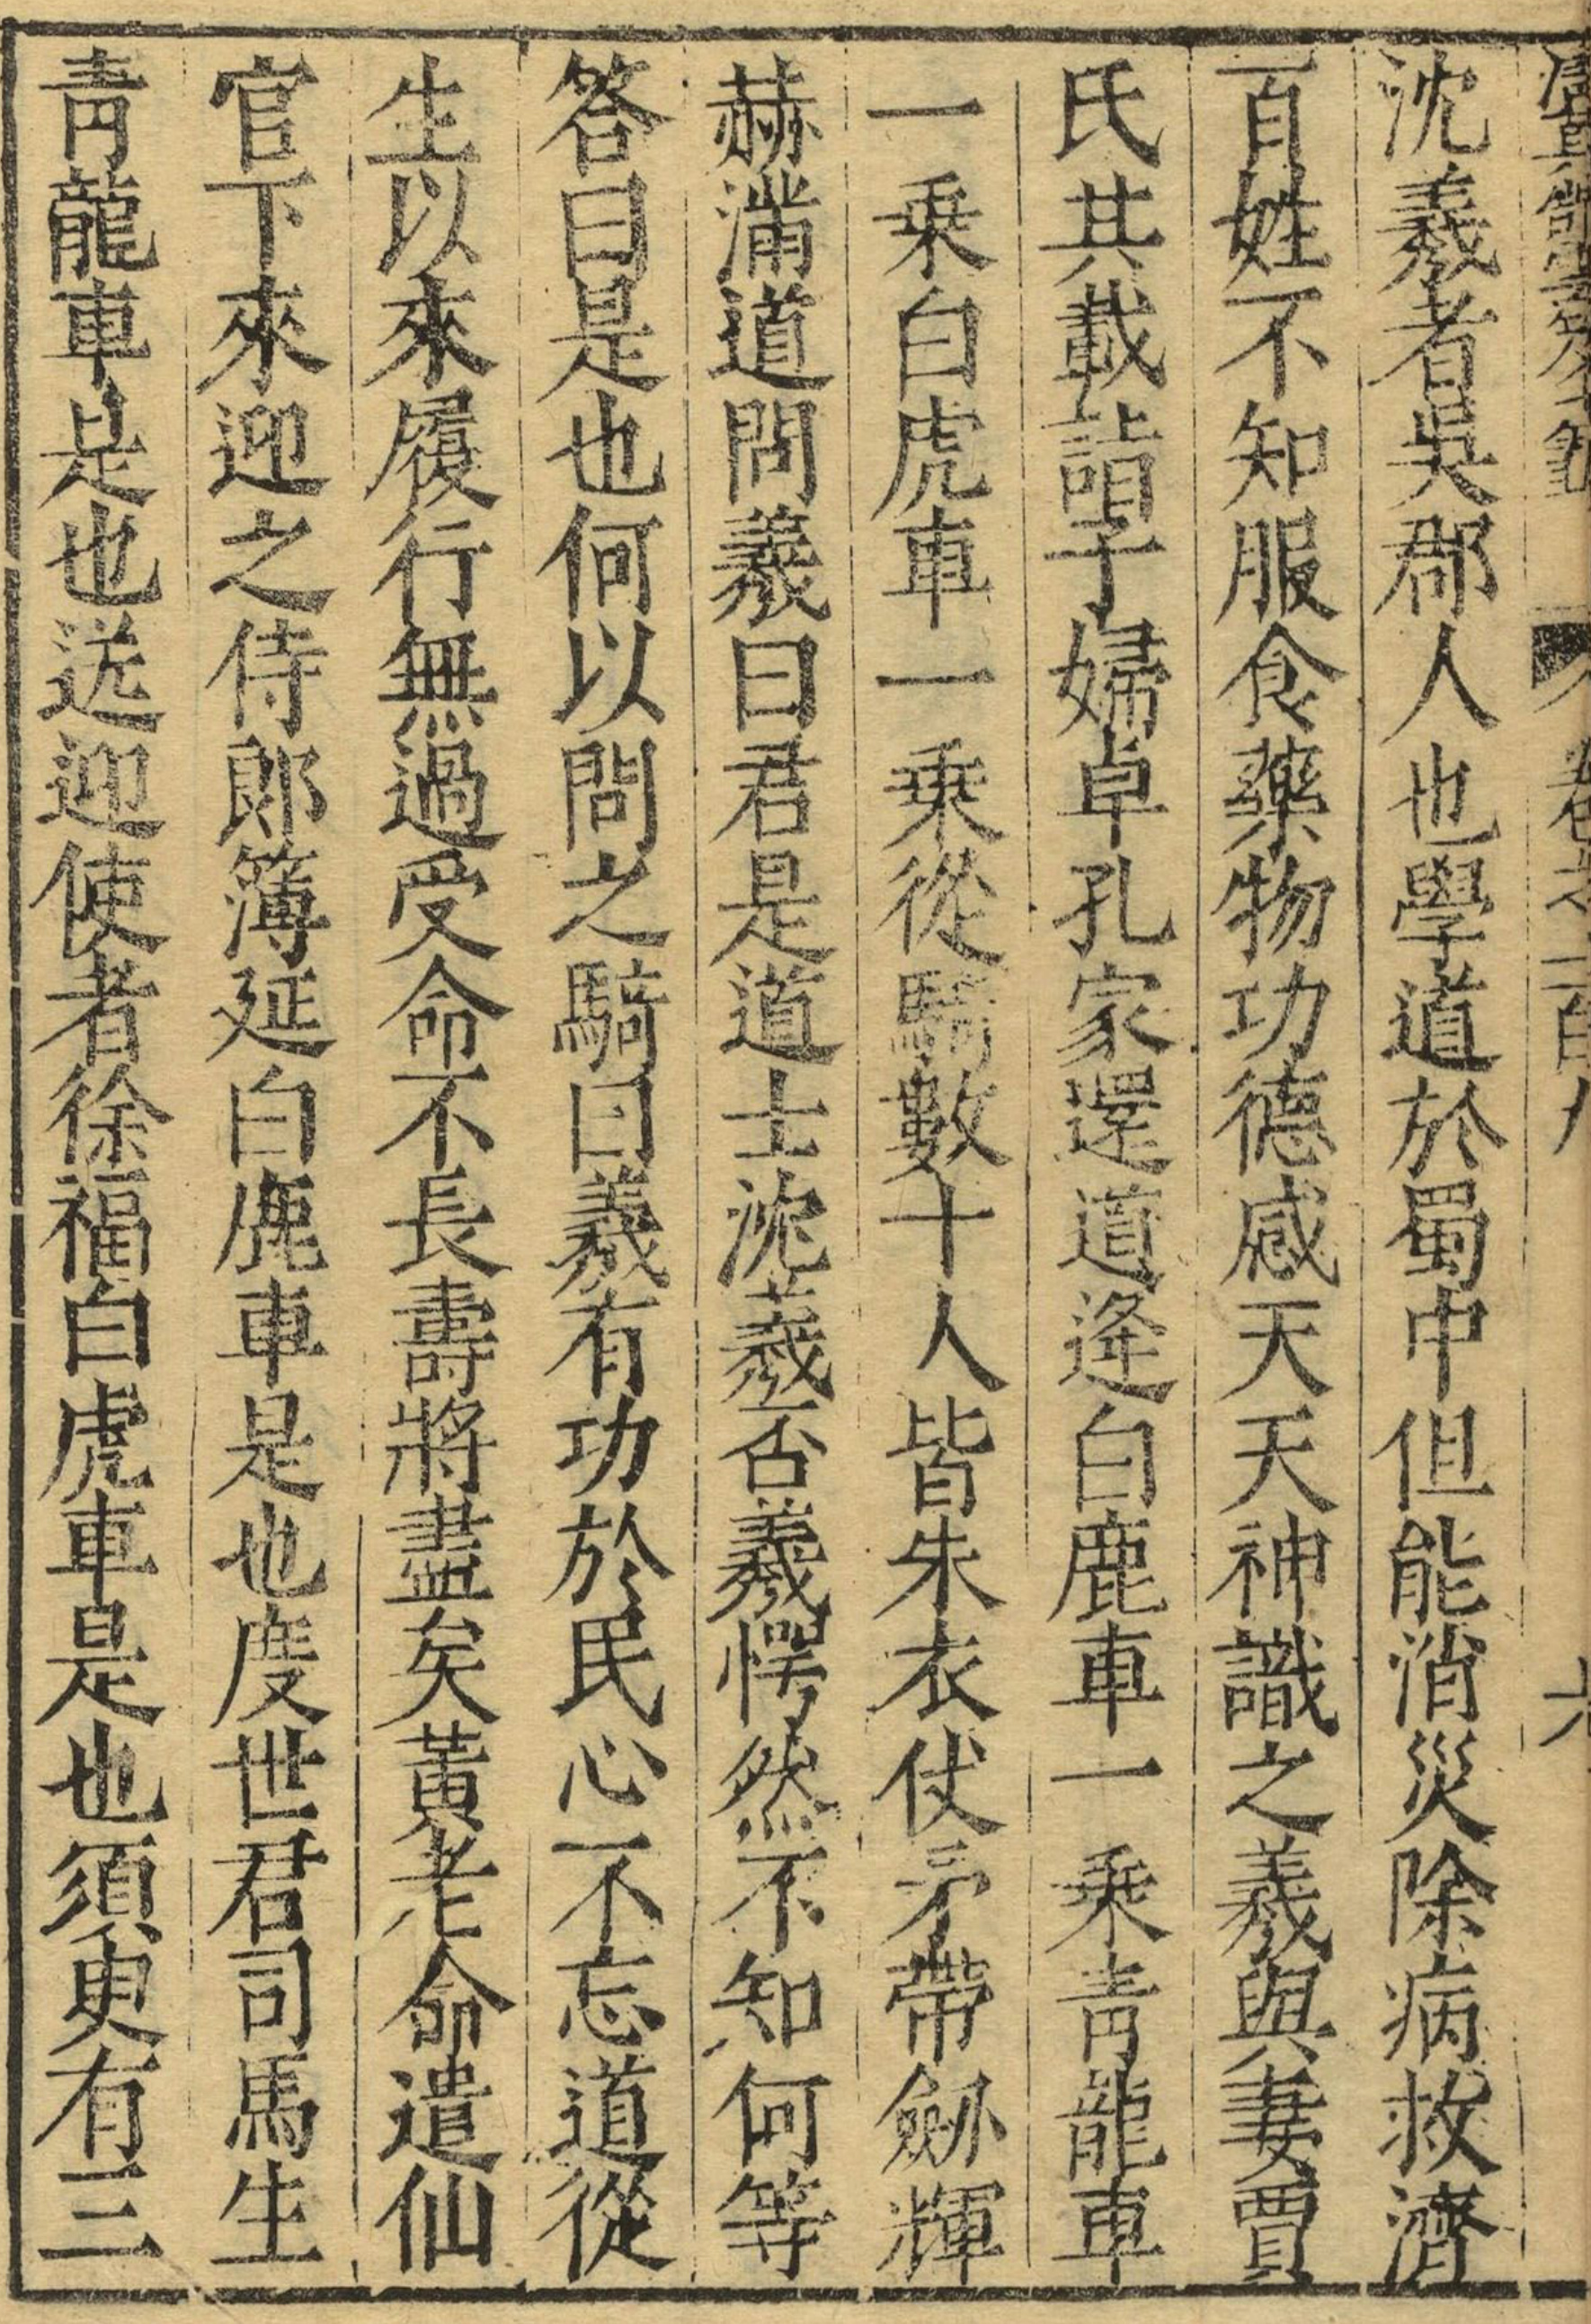 沈羲者吳郡人也學道於蜀中但能消災除病救濟
百姓不知服食藥物功德感天天神識之羲與妻賈
氏共載詣子婦卓孔家還道逢白鹿車一乘青龍車
一乘白虎車一乘從騎數十人皆朱衣仗矛帶劒輝
赫滿道問羲曰君是道士沈羲否羲愕然不知何等
答曰是也何以問之騎曰羲有功於民心不忘道從
生以來履行無過受命不長壽將盡矣黃老命遣仙
官下來迎之侍郎簿延白鹿車是也度世君司馬生
青龍車是也送迎使者徐福白虎車是也須臾有三